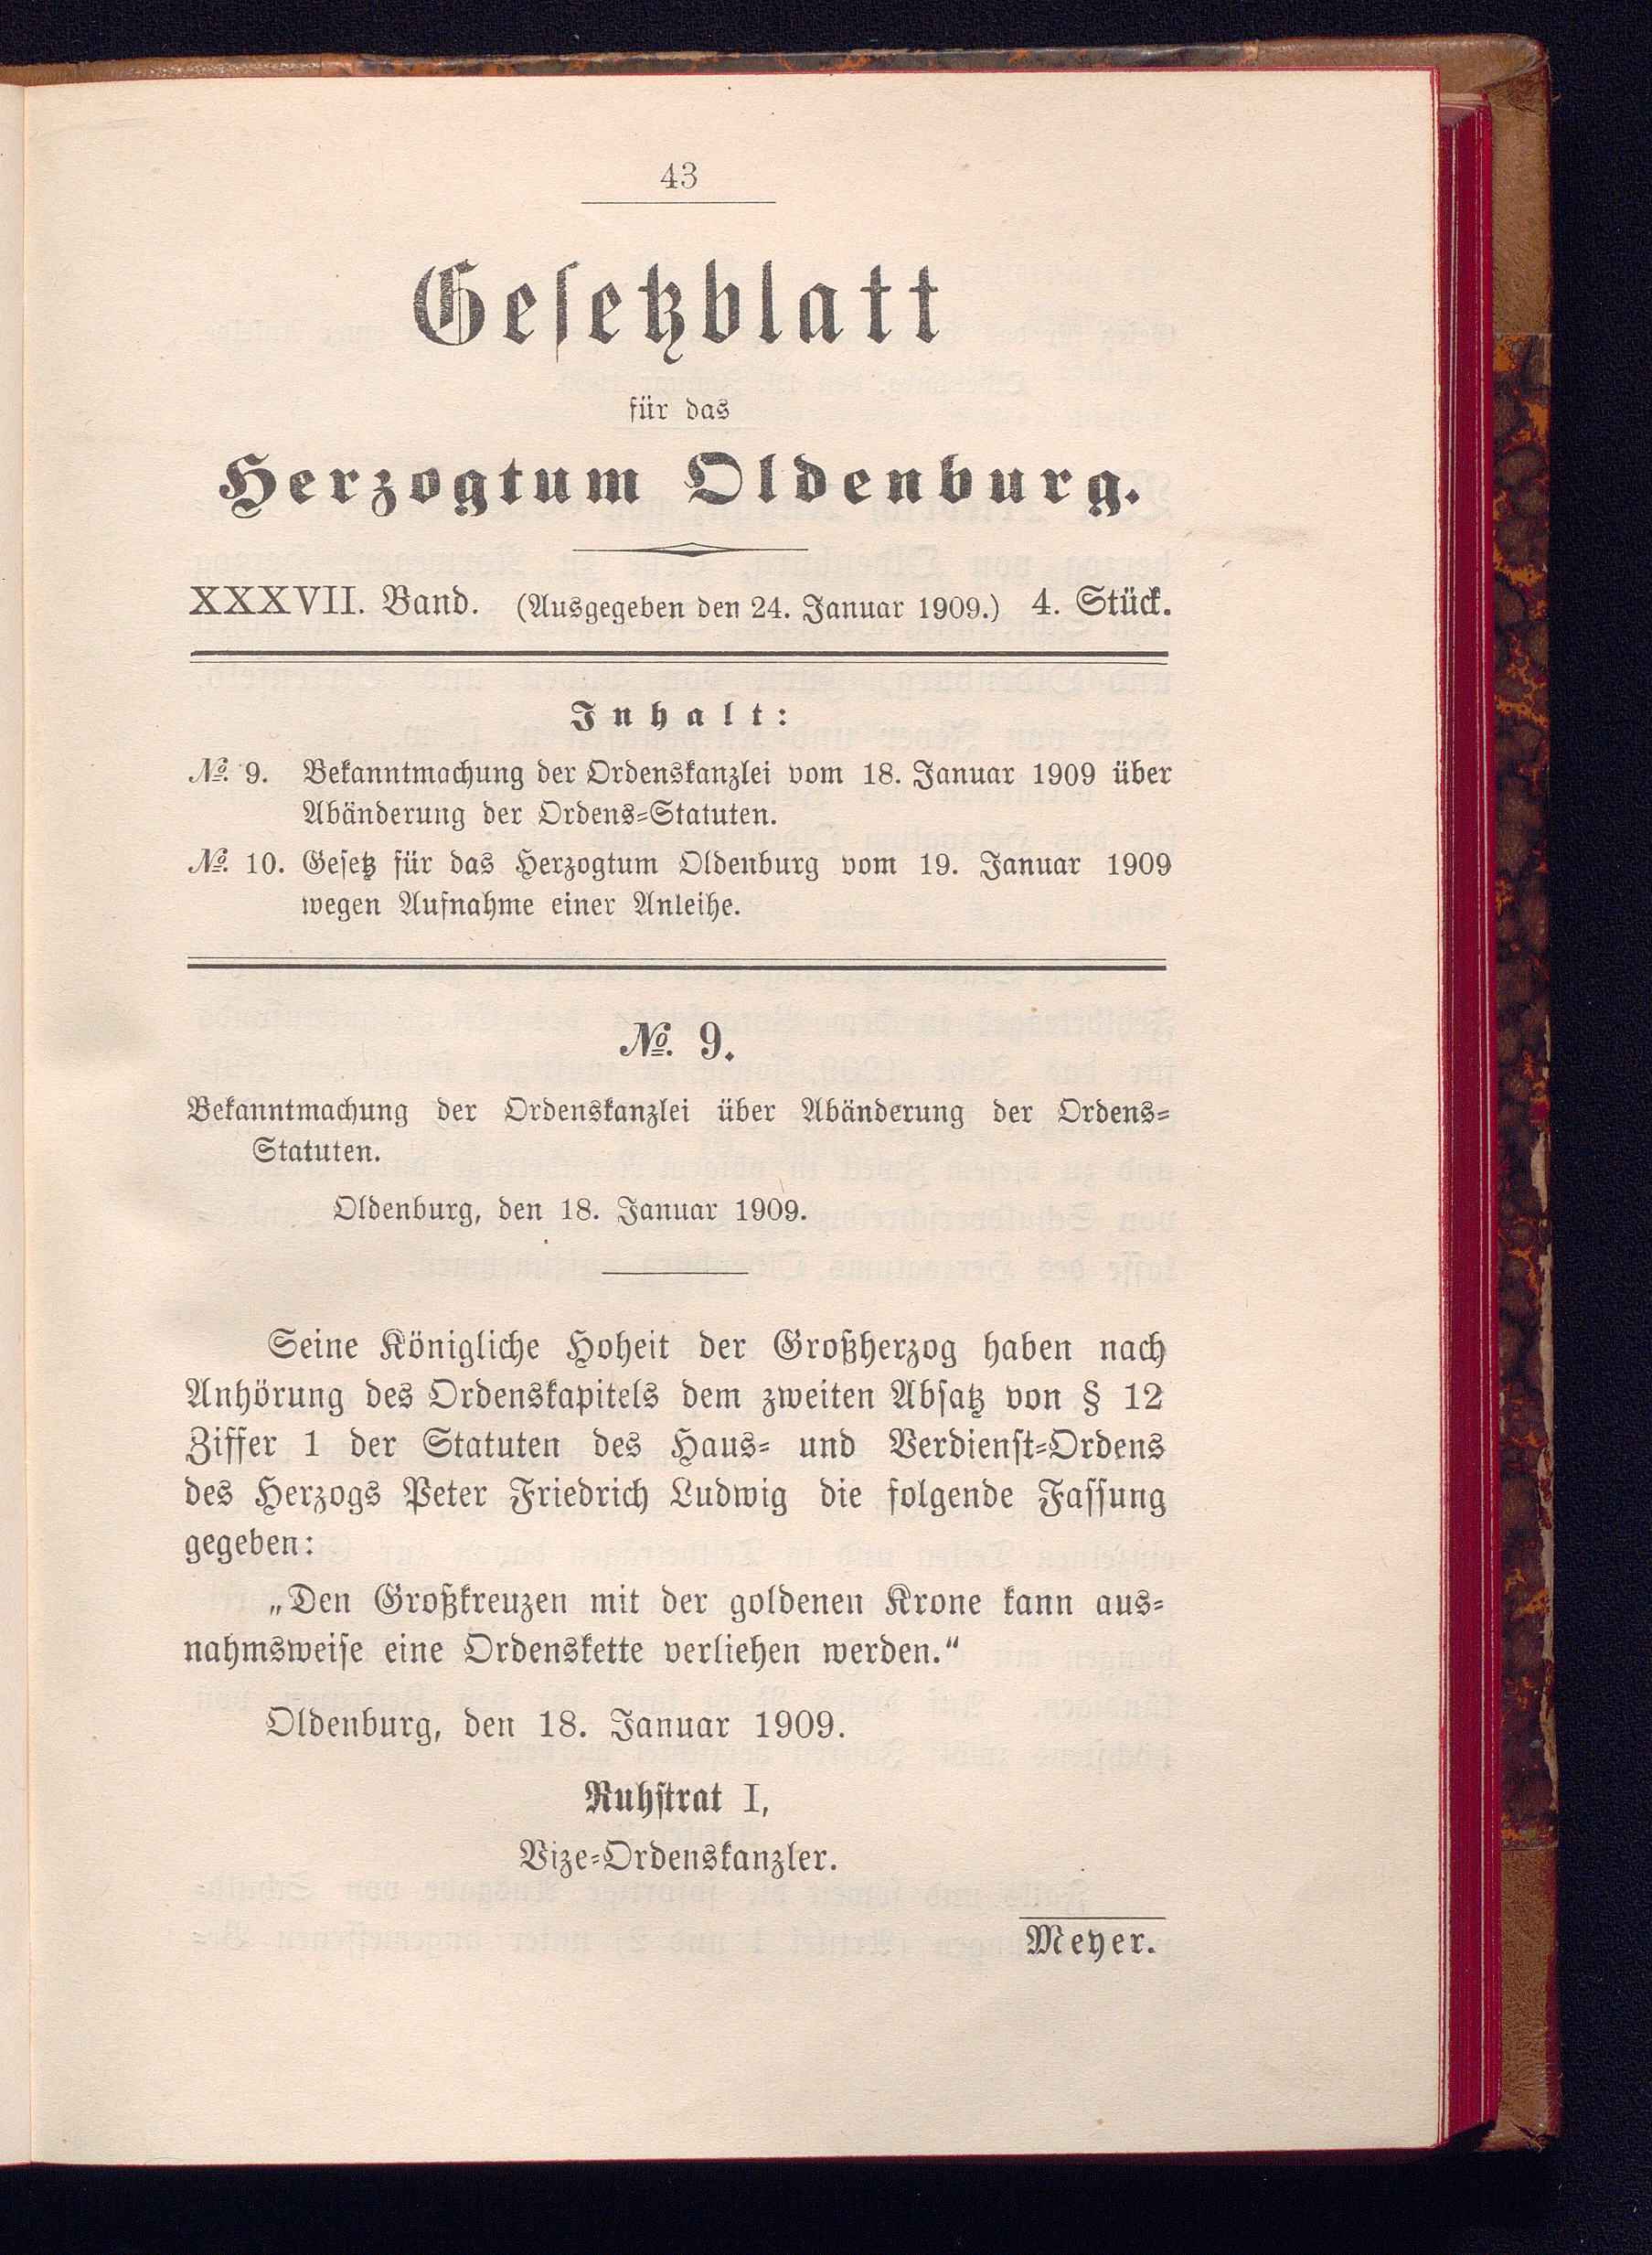 43
Gesetzblatt
für das
Herzogtum Oldenburg.
XXXVII. Band. (Ausgegeben den 24. Januar 1909.) 4. Stück.
Inhalt:
№. 9. Bekanntmachung der Ordenskanzlei vom 18. Januar 1909 über
Abänderung der Ordens-Statuten.
№. 10. Gesetz für das Herzogtum Oldenburg vom 19. Januar 1909
wegen Aufnahme einer Anleihe.
№. 9.
Bekanntmachung der Ordenskanzlei über Abänderung der Ordens-
Statuten.
Oldenburg, den 18. Januar 1909.
Seine Königliche Hoheit der Großherzog haben nach
Anhörung des Ordenskapitels dem zweiten Absatz von § 12
Ziffer 1 der Statuten des Haus- und Verdienst-Ordens
des Herzogs Peter Friedrich Ludwig die folgende Fassung
gegeben:
„Den Großkreuzen mit der goldenen Krone kann aus-
nahmsweise eine Ordenskette verliehen werden.“
Oldenburg, den 18. Januar 1909.
Ruhstrat I,
Vize-Ordenskanzler.
Meyer.